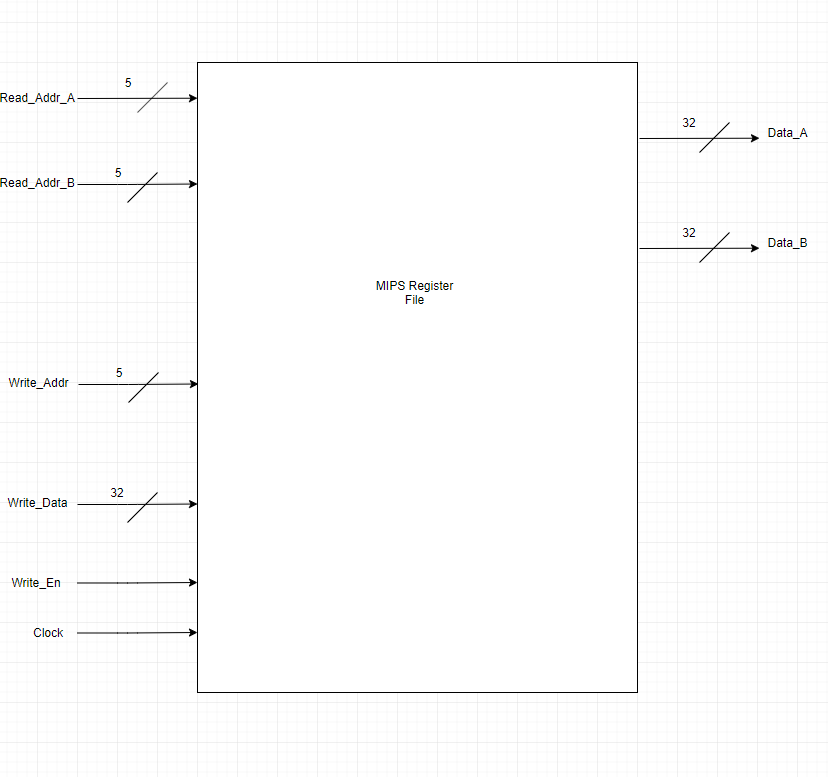 5
Read_Addr_A
5
Read_Addr_B
32
Data_A
32
Data_B
MIPS Register
File
5
Write_Addr
32
Write_Data
Write_En
Clock